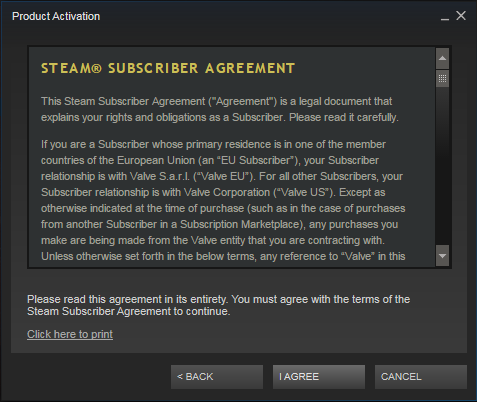 Product Activation
STEAM® SUBSCRIBER AGREEMENT
This Steam Subscriber Agreement ("Agreement") is a legal document that
explains your rights and obligations as a Subscriber. Please read it carefully.
If you are a Subscriber whose primary residence is in one of the member
countries of the European Union (an “EU Subscriber”), your Subscriber
relationship is with Valve S.a.r.l. (“Valve EU”). For all other Subscribers, your
Subscriber relationship is with Valve Corporation (“Valve US”). Except as
otherwise indicated at the time of purchase (such as in the case of purchases
from another Subscriber in a Subscription Marketplace), any purchases you
make are being made from the Valve entity that you are contracting with.
Unless otherwise set forth in the below terms, any reference to “Valve” in this
Please read this agreement in its entirety. You must agree with the terms of the
Steam Subscriber Agreement to continue.
Click here to print
< BACK
I AGREE
CANCEL